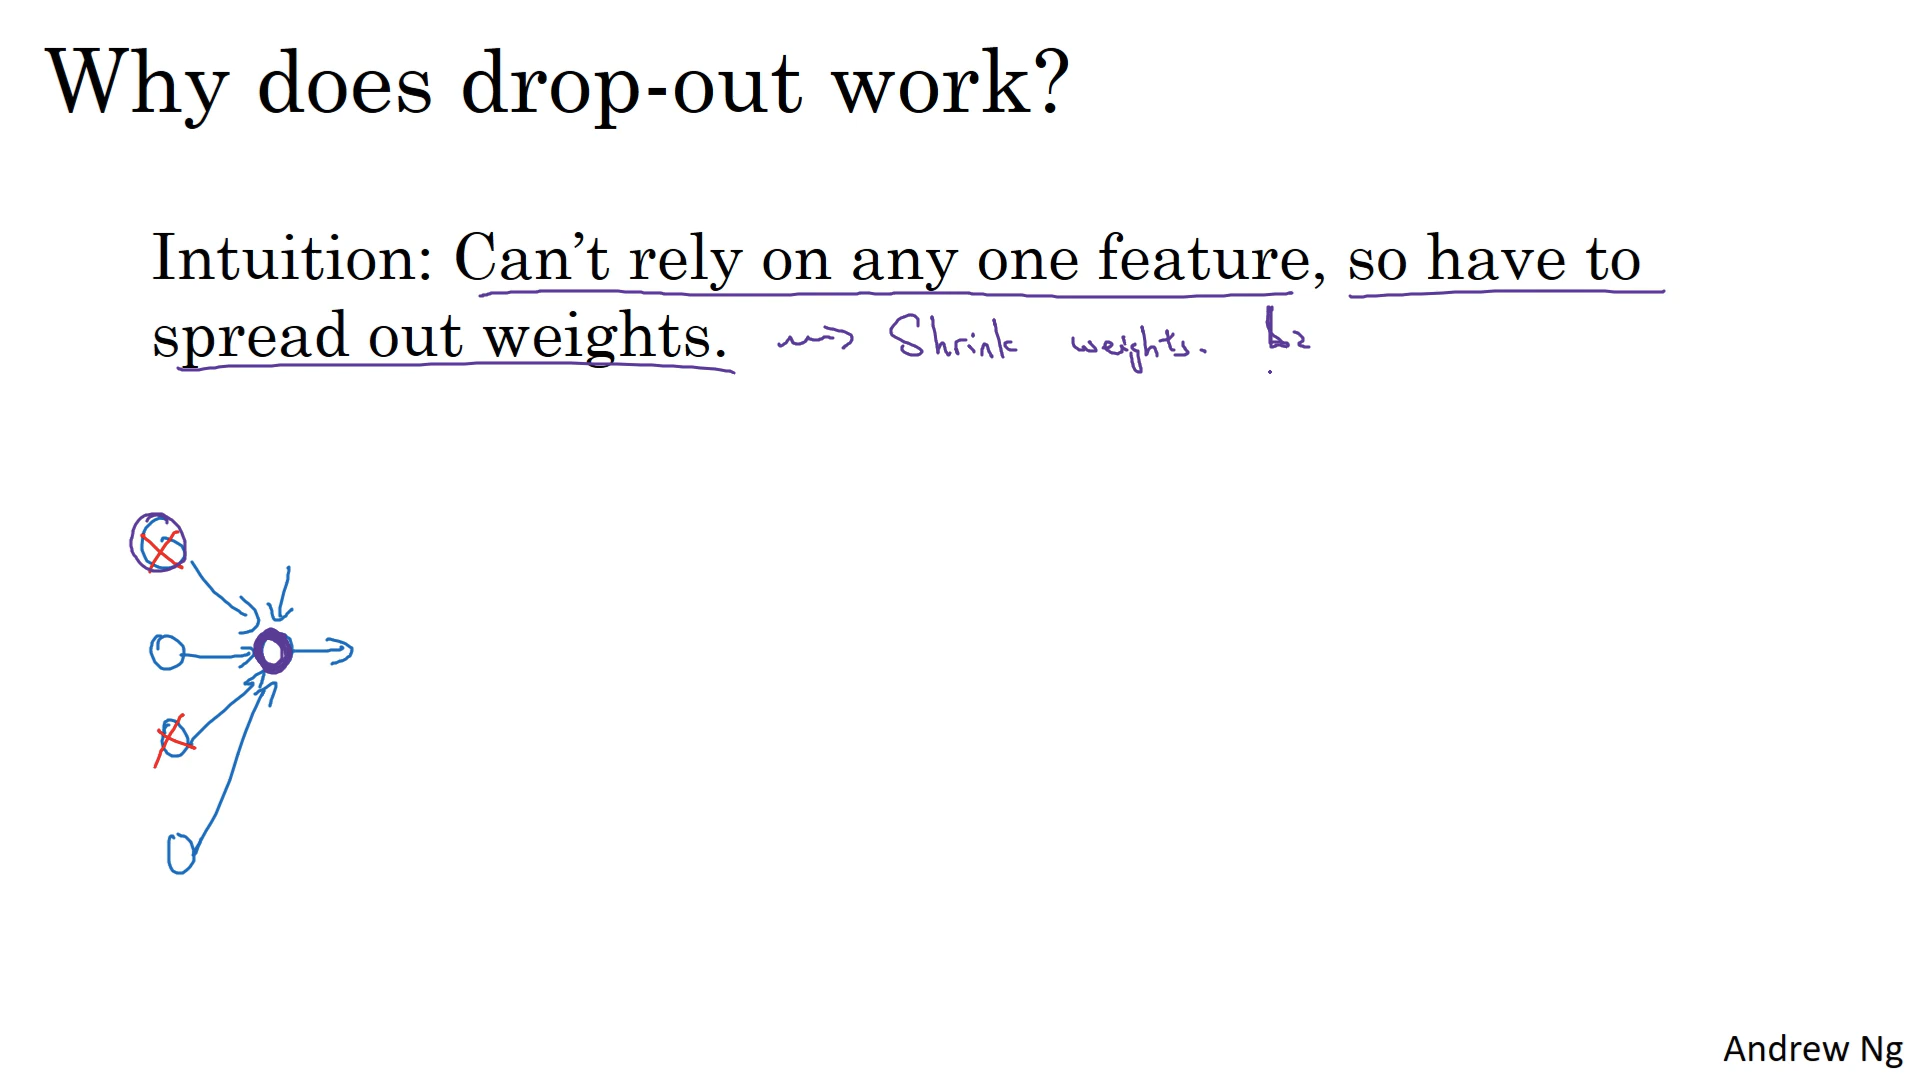 Why does drop-out work?
Intuition: Can't rely on any one feature, so have to
spread out weights. → Shrink weights.
Andrew Ng